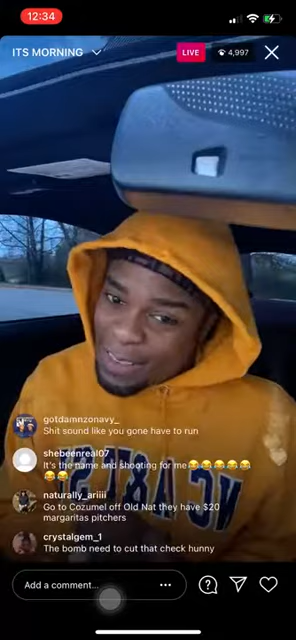 12:34
ITS MORNING
LIVE
4,997
gotdamnzonavy_
Shit sound like you gone have to run
shebeenreal07
It's the name and shooting for me😂😂😂😂😂
😂😂
naturally_ariiii
Go to Cozumel off Old Nat they have $20
margaritas pitchers
crystalgem_1
The bomb need to cut that check hunny
Add a comment...